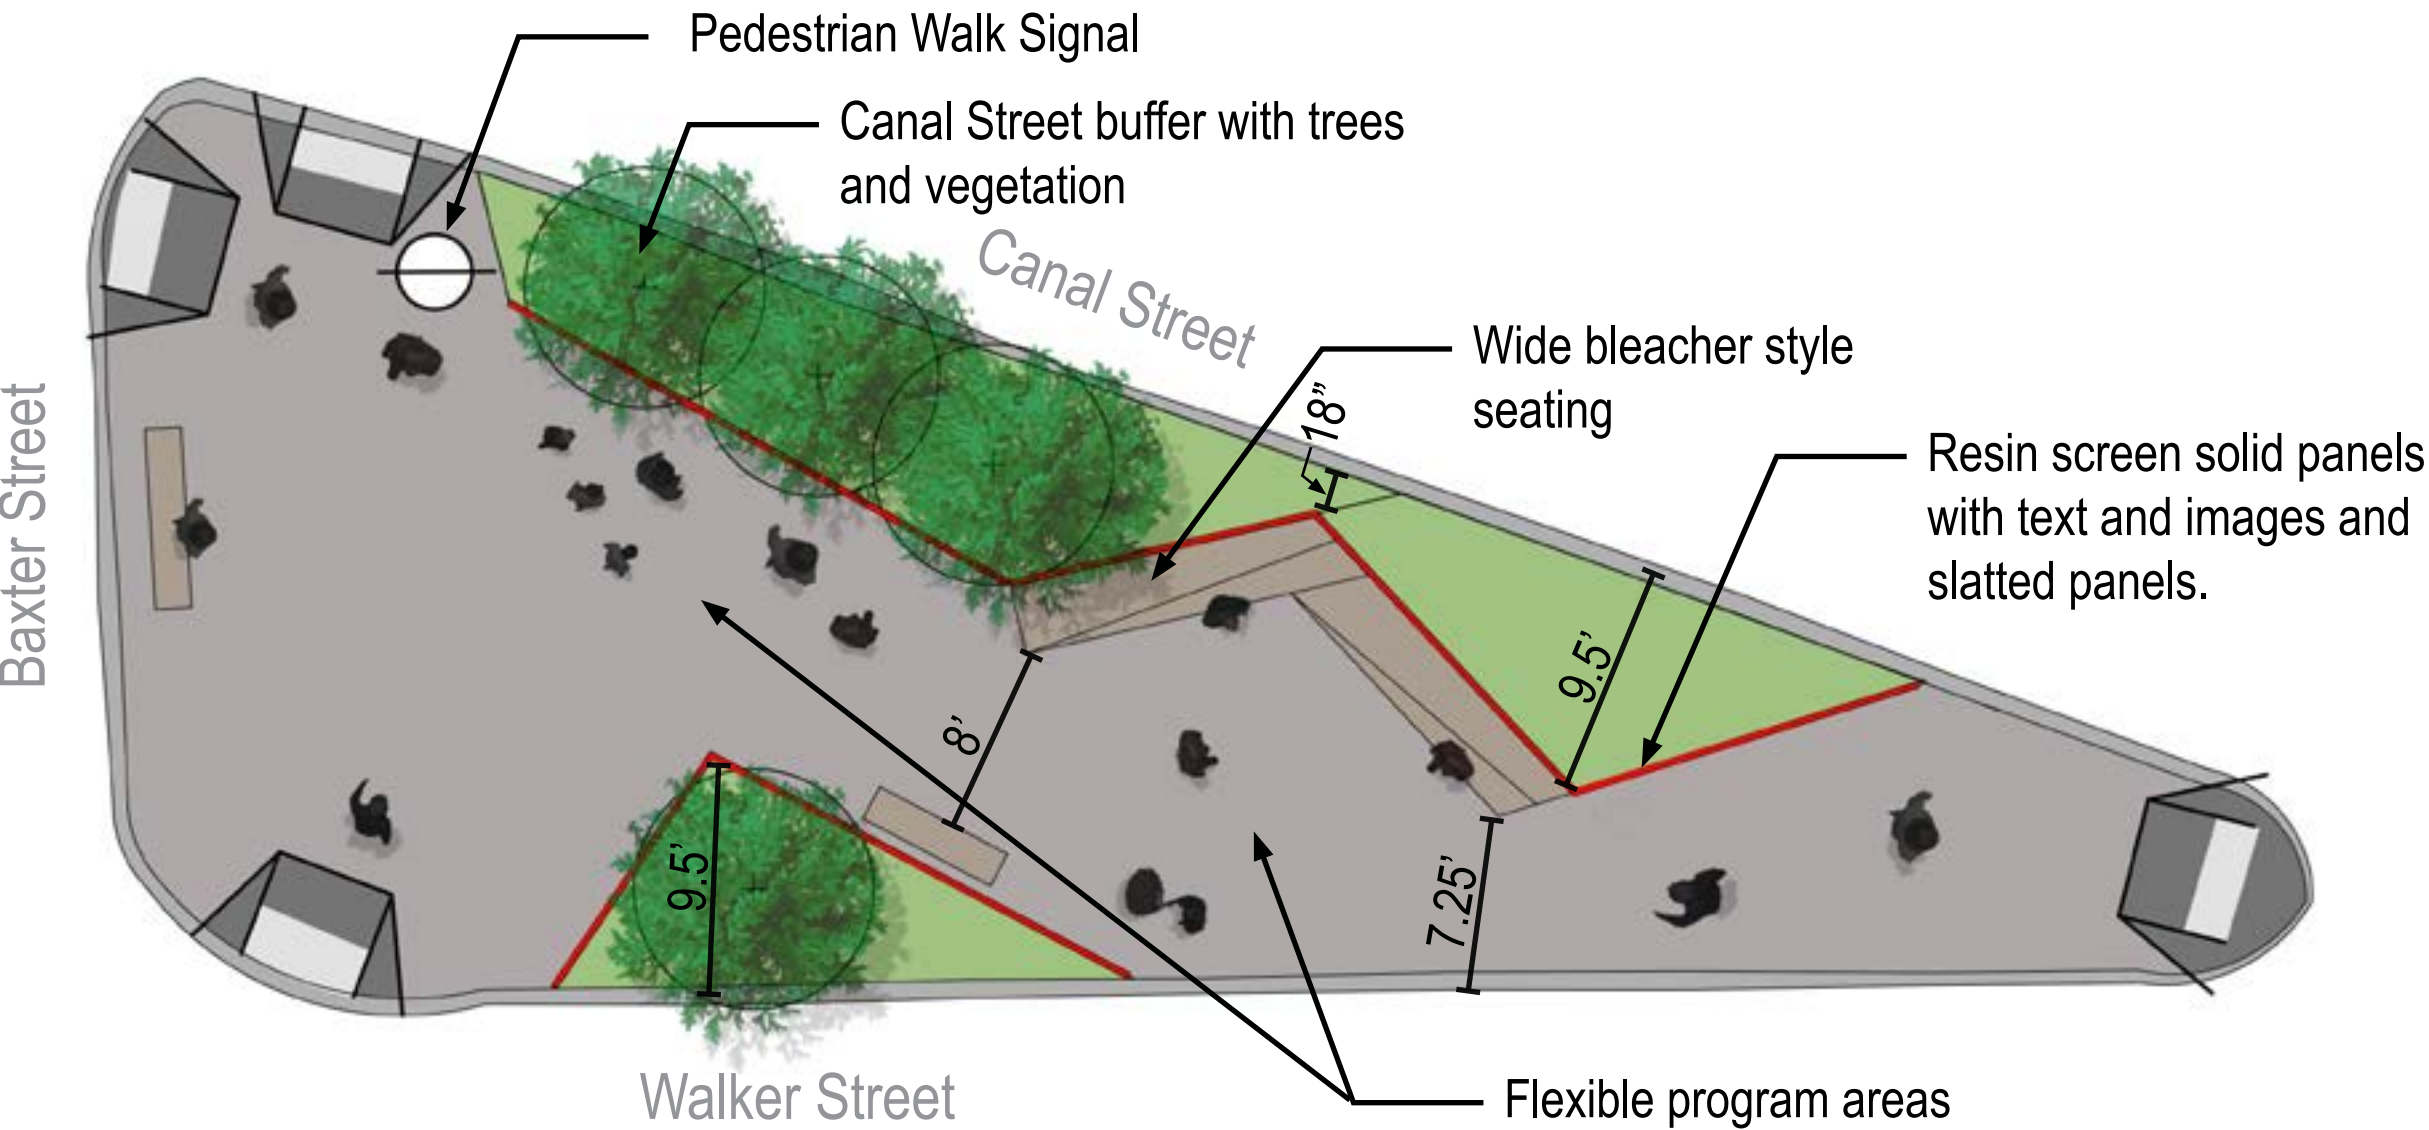 Pedestrian Walk Signal
Canal Street buffer with trees
and vegetation
Canal Street
Wide bleacher style
seating
18”
Resin screen solid panels
with text and images and
slatted panels.
Baxter Street
9.5’
8’
9.5’
7.25’
Walker Street
Flexible program areas